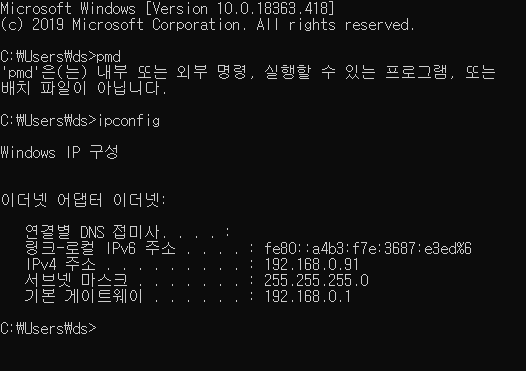 Microsoft Windows [Version 10.0.18363.418]
(c) 2019 Microsoft Corporation. All rights reserved.
C:₩Users₩ds>pmd
'pmd'은(는) 내부 또는 외부 명령, 실행할 수 있는 프로그램, 또는
배치 파일이 아닙니다.
C:₩Users₩ds>ipconfig
Windows IP 구성
이더넷 어댑터 이더넷:
연결별 DNS 접미사. . . . :
링크-로컬 IPv6 주소 . . . . : fe80::a4b3:f7e:3687:e3ed%6
IPv4 주소 . . . . . . . . . : 192.168.0.91
서브넷 마스크 . . . . . . . : 255.255.255.0
기본 게이트웨이 . . . . . . : 192.168.0.1
C:₩Users₩ds>